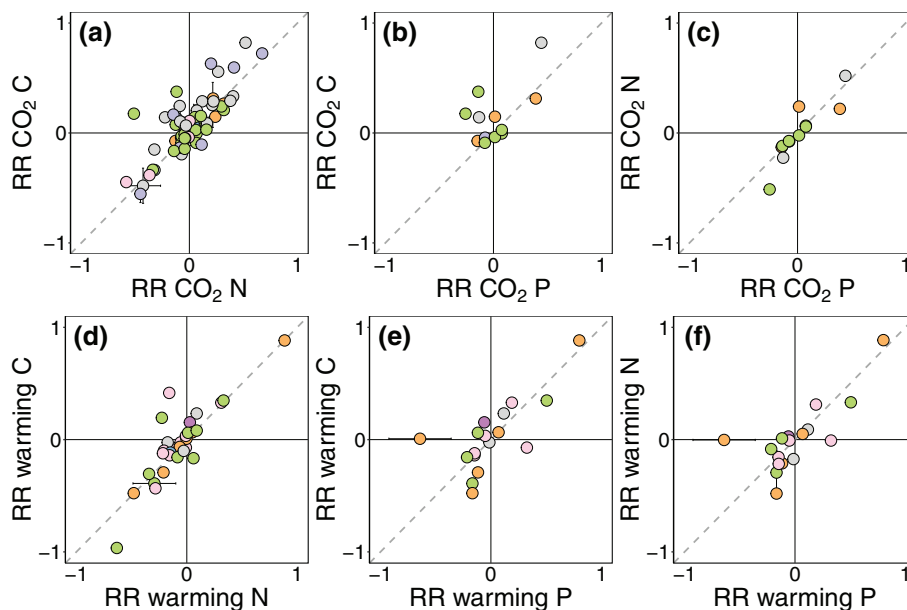 (a)
RR CO₂ C
1
0
−1
−1
0
1
RR CO₂ N
(b)
RR CO₂ C
1
0
−1
−1
0
1
RR CO₂ P
(c)
RR CO₂ N
1
0
−1
−1
0
1
RR CO₂ P
(d)
RR warming C
1
0
−1
−1
0
1
RR warming N
(e)
RR warming C
1
0
−1
−1
0
1
RR warming P
(f)
RR warming N
1
0
−1
−1
0
1
RR warming P